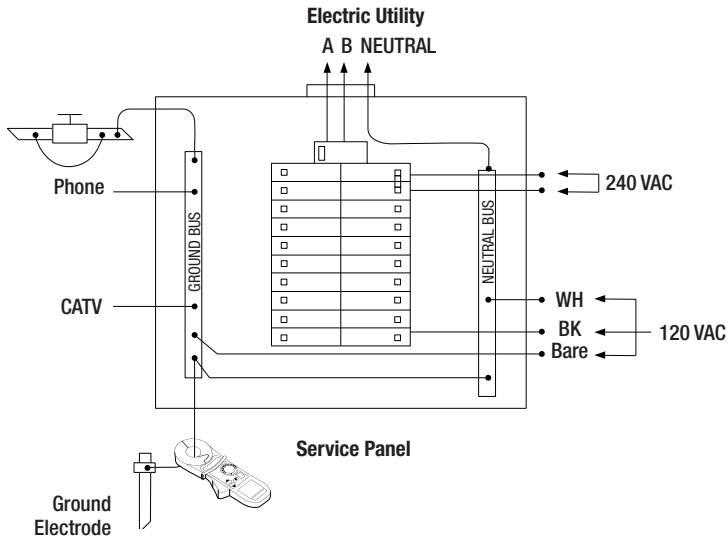 Electric Utility
A B NEUTRAL
Phone
GROUND BUS
NEUTRAL BUS
240 VAC
CATV
WH
BK
Bare
120 VAC
Service Panel
Ground
Electrode